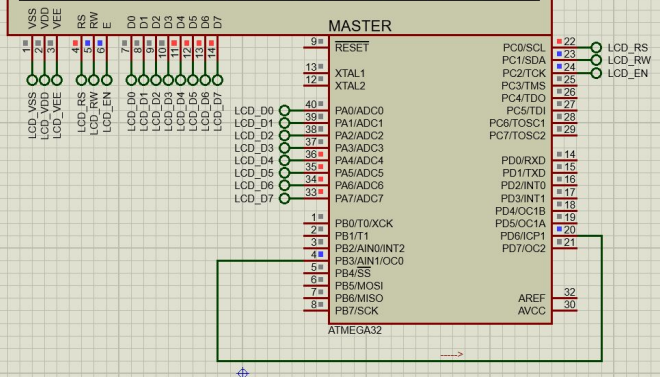 VSS VDD VEE RS RW E D0 D1 D2 D3 D4 D5 D6 D7
1 2 3 4 5 6 7 8 9 10 11 12 13 14
LCD_VSS LCD_VDD LCD_VEE LCD_RS LCD_RW LCD_EN LCD_D0 LCD_D1 LCD_D2 LCD_D3 LCD_D4 LCD_D5 LCD_D6 LCD_D7
MASTER
9 RESET PC0/SCL 22 LCD_RS
PC1/SDA 23 LCD_RW
13 XTAL1 PC2/TCK 24 LCD_EN
12 XTAL2 PC3/TMS 25
PC4/TDO 26
LCD_D0 40 PA0/ADC0 PC5/TDI 27
LCD_D1 39 PA1/ADC1 PC6/TOSC1 28
LCD_D2 38 PA2/ADC2 PC7/TOSC2 29
LCD_D3 37 PA3/ADC3
LCD_D4 36 PA4/ADC4 PD0/RXD 14
LCD_D5 35 PA5/ADC5 PD1/TXD 15
LCD_D6 34 PA6/ADC6 PD2/INT0 16
LCD_D7 33 PA7/ADC7 PD3/INT1 17
PD4/OC1B 18
1 PB0/T0/XCK PD5/OC1A 19
2 PB1/T1 PD6/ICP1 20
3 PB2/AIN0/INT2 PD7/OC2 21
4 PB3/AIN1/OC0
5 PB4/SS
6 PB5/MOSI
7 PB6/MISO AREF 32
8 PB7/SCK AVCC 30
ATMEGA32